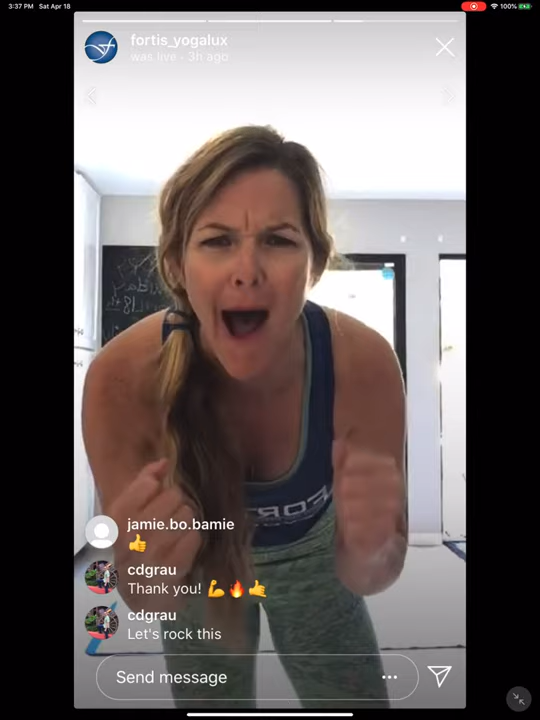 3:37 PM Sat Apr 18
100%
fortis_yogalux
was live · 3h ago
jamie.bo.bamie
👍
cdgrau
Thank you! 💪🔥🤙
cdgrau
Let's rock this
Send message